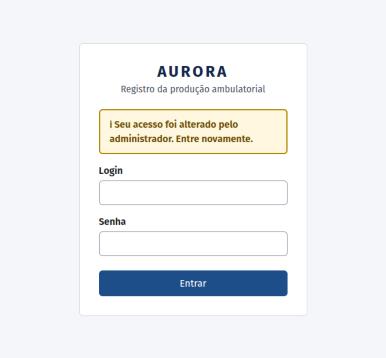 AURORA
Registro da produção ambulatorial
i Seu acesso foi alterado pelo
administrador. Entre novamente.
Login
Senha
Entrar